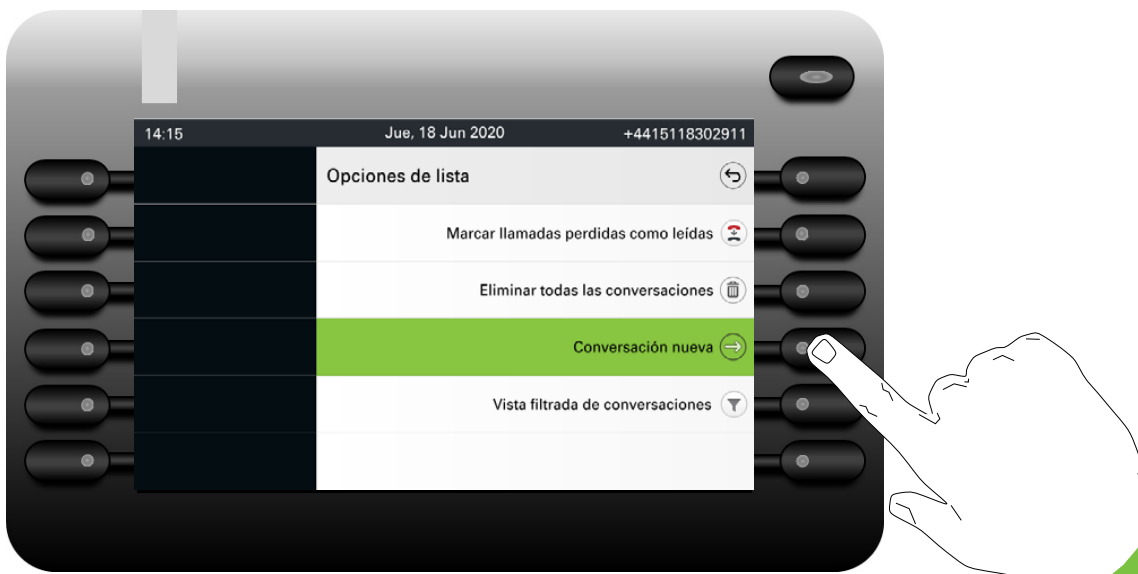 14:15 Jue, 18 Jun 2020 +4415118302911
Opciones de lista
Marcar llamadas perdidas como leídas
Eliminar todas las conversaciones
Conversación nueva
Vista filtrada de conversaciones